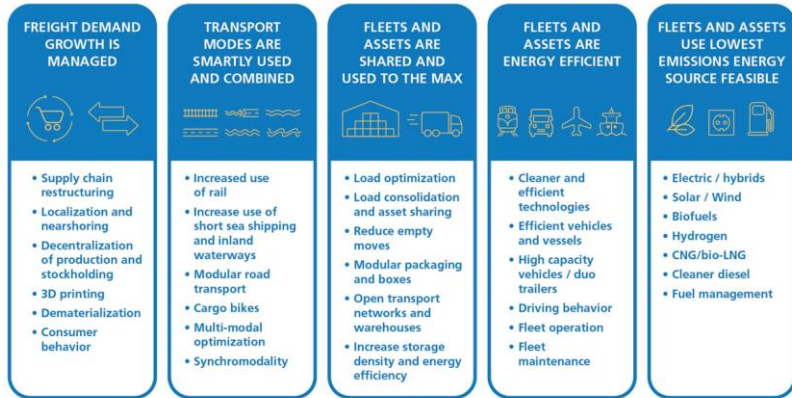 FREIGHT DEMAND
GROWTH IS
MANAGED
• Supply chain
restructuring
• Localization and
nearshoring
• Decentralization
of production and
stockholding
• 3D printing
• Dematerialization
• Consumer
behavior
TRANSPORT
MODES ARE
SMARTLY USED
AND COMBINED
• Increased use
of rail
• Increase use of
short sea shipping
and inland
waterways
• Modular road
transport
• Cargo bikes
• Multi-modal
optimization
• Synchromodality
FLEETS AND
ASSETS ARE
SHARED AND
USED TO THE MAX
• Load optimization
• Load consolidation
and asset sharing
• Reduce empty
moves
• Modular packaging
and boxes
• Open transport
networks and
warehouses
• Increase storage
density and energy
efficiency
FLEETS AND
ASSETS ARE
ENERGY EFFICIENT
• Cleaner and
efficient
technologies
• Efficient vehicles
and vessels
• High capacity
vehicles / duo
trailers
• Driving behavior
• Fleet operation
• Fleet
maintenance
FLEETS AND ASSETS
USE LOWEST
EMISSIONS ENERGY
SOURCE FEASIBLE
• Electric / hybrids
• Solar / Wind
• Biofuels
• Hydrogen
• CNG/bio-LNG
• Cleaner diesel
• Fuel management